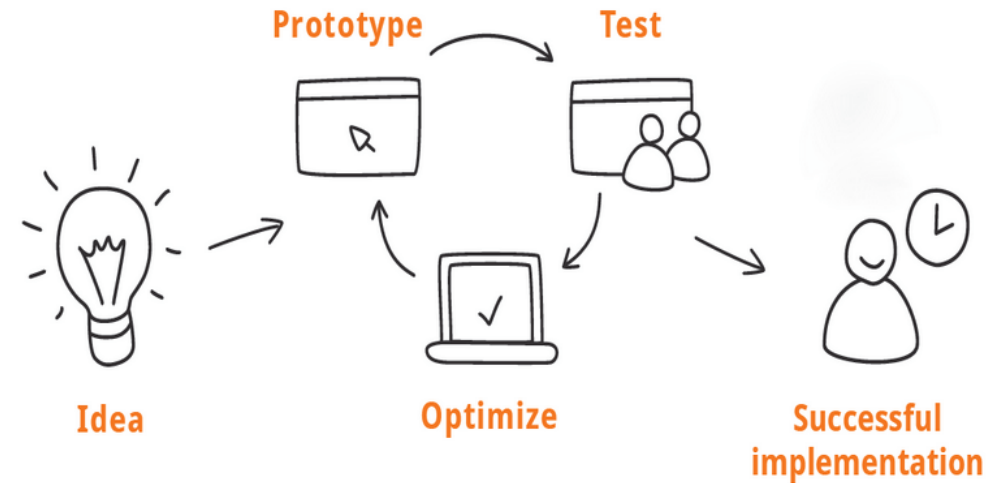 Prototype
Test
Idea
Optimize
Successful
implementation